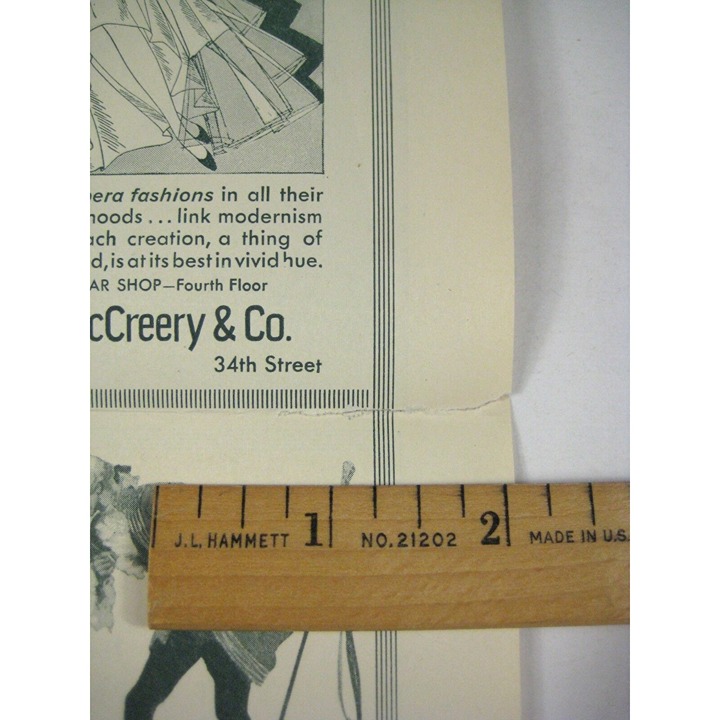 era fashions in all their
moods ... link modernism
ach creation, a thing of
d, is at its best in vivid hue.
AR SHOP—Fourth Floor
cCreery & Co.
34th Street
J.L. HAMMETT 1 NO.21202 2 MADE IN U.S.